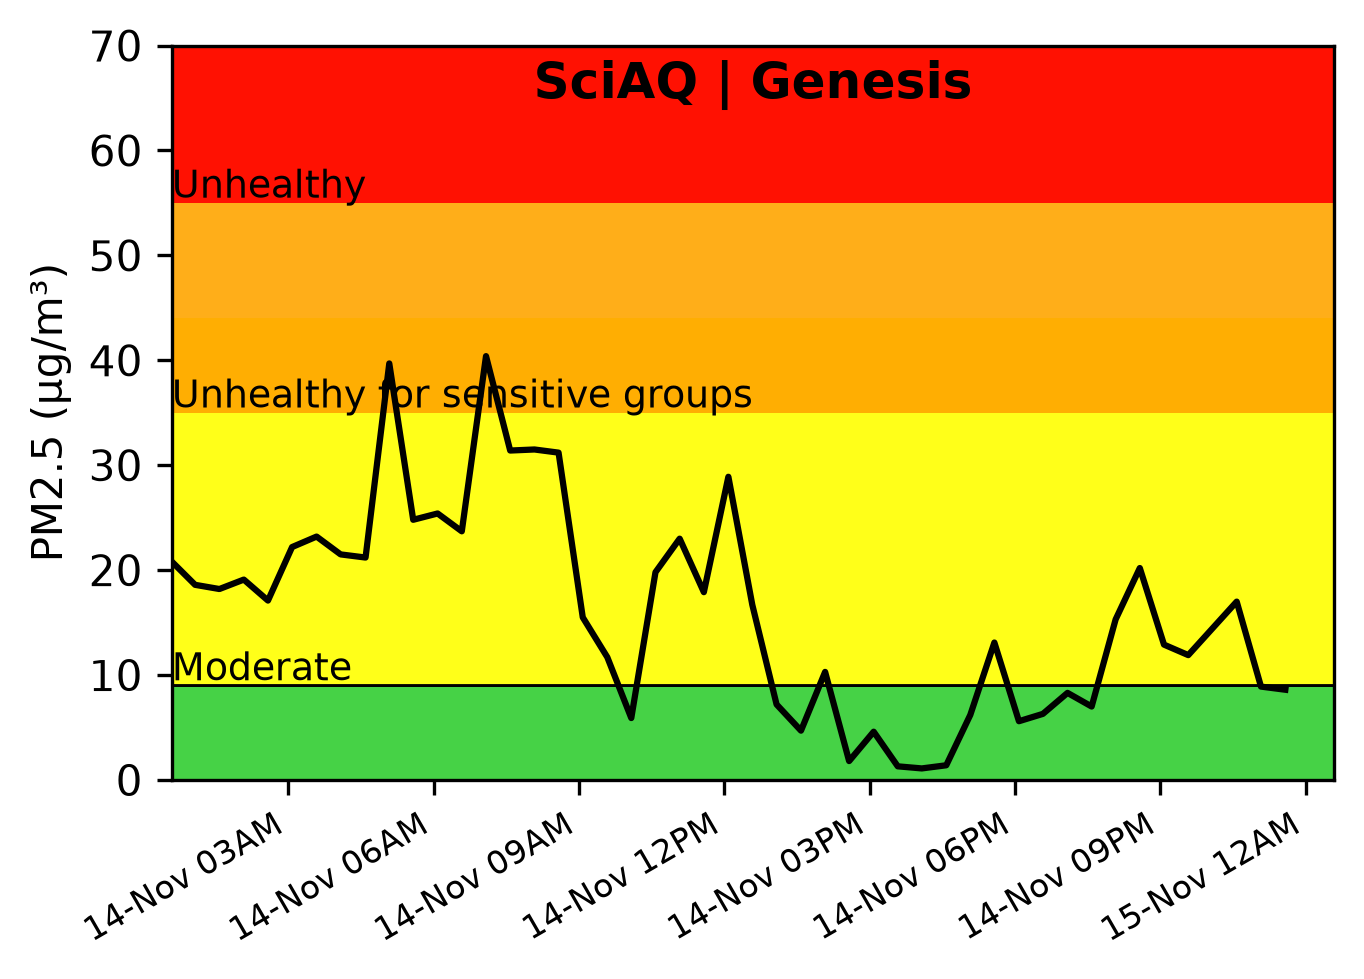 SciAQ | Genesis
PM2.5 (µg/m³)
70
60
50
40
30
20
10
0
Unhealthy
Unhealthy for sensitive groups
Moderate
14-Nov 03AM
14-Nov 06AM
14-Nov 09AM
14-Nov 12PM
14-Nov 03PM
14-Nov 06PM
14-Nov 09PM
15-Nov 12AM